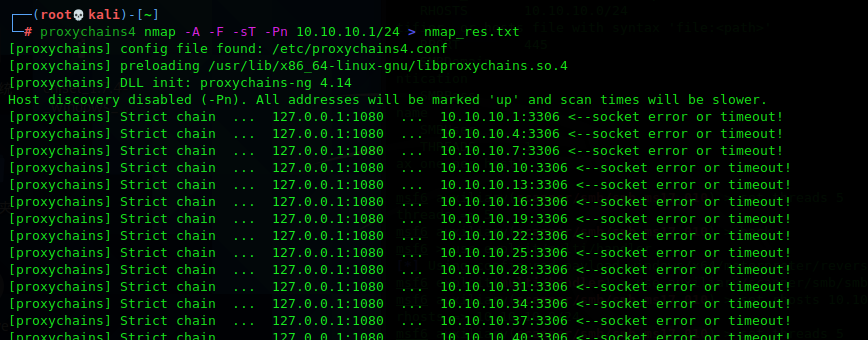 ┌──(root💀kali)-[~]
└─# proxychains4 nmap -A -F -sT -Pn 10.10.10.1/24 > nmap_res.txt
[proxychains] config file found: /etc/proxychains4.conf
[proxychains] preloading /usr/lib/x86_64-linux-gnu/libproxychains.so.4
[proxychains] DLL init: proxychains-ng 4.14
Host discovery disabled (-Pn). All addresses will be marked 'up' and scan times will be slower.
[proxychains] Strict chain  ...  127.0.0.1:1080  ...  10.10.10.1:3306 <--socket error or timeout!
[proxychains] Strict chain  ...  127.0.0.1:1080  ...  10.10.10.4:3306 <--socket error or timeout!
[proxychains] Strict chain  ...  127.0.0.1:1080  ...  10.10.10.7:3306 <--socket error or timeout!
[proxychains] Strict chain  ...  127.0.0.1:1080  ...  10.10.10.10:3306 <--socket error or timeout!
[proxychains] Strict chain  ...  127.0.0.1:1080  ...  10.10.10.13:3306 <--socket error or timeout!
[proxychains] Strict chain  ...  127.0.0.1:1080  ...  10.10.10.16:3306 <--socket error or timeout!
[proxychains] Strict chain  ...  127.0.0.1:1080  ...  10.10.10.19:3306 <--socket error or timeout!
[proxychains] Strict chain  ...  127.0.0.1:1080  ...  10.10.10.22:3306 <--socket error or timeout!
[proxychains] Strict chain  ...  127.0.0.1:1080  ...  10.10.10.25:3306 <--socket error or timeout!
[proxychains] Strict chain  ...  127.0.0.1:1080  ...  10.10.10.28:3306 <--socket error or timeout!
[proxychains] Strict chain  ...  127.0.0.1:1080  ...  10.10.10.31:3306 <--socket error or timeout!
[proxychains] Strict chain  ...  127.0.0.1:1080  ...  10.10.10.34:3306 <--socket error or timeout!
[proxychains] Strict chain  ...  127.0.0.1:1080  ...  10.10.10.37:3306 <--socket error or timeout!
[proxychains] Strict chain  ...  127.0.0.1:1080  ...  10.10.10.40:3306 <--socket error or timeout!